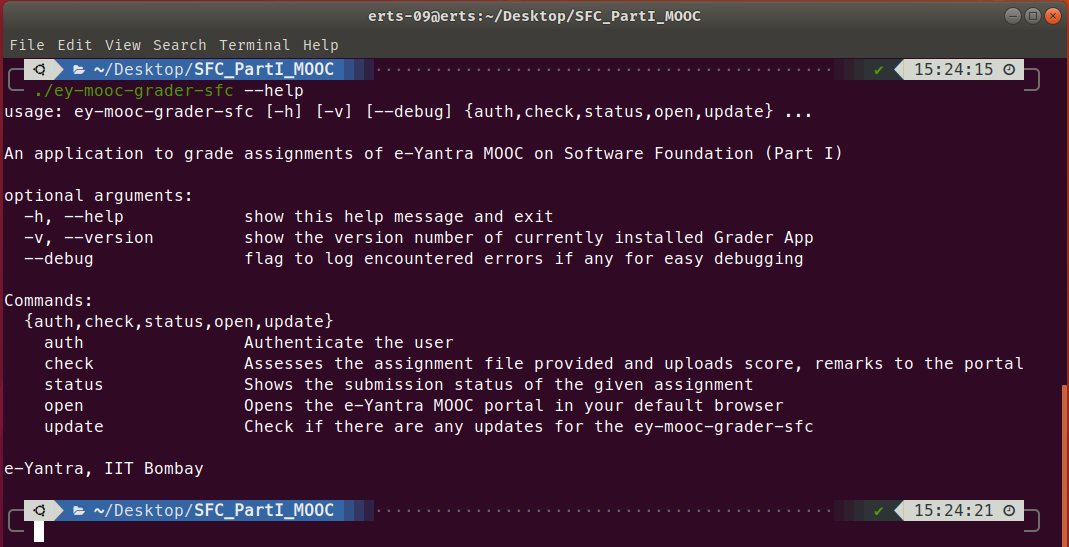 erts-09@erts:~/Desktop/SFC_PartI_MOOC
File Edit View Search Terminal Help
~/Desktop/SFC_PartI_MOOC ✔ 15:24:15
./ey-mooc-grader-sfc --help
usage: ey-mooc-grader-sfc [-h] [-v] [--debug] {auth,check,status,open,update} ...
An application to grade assignments of e-Yantra MOOC on Software Foundation (Part I)
optional arguments:
-h, --help show this help message and exit
-v, --version show the version number of currently installed Grader App
--debug flag to log encountered errors if any for easy debugging
Commands:
{auth,check,status,open,update}
auth Authenticate the user
check Assesses the assignment file provided and uploads score, remarks to the portal
status Shows the submission status of the given assignment
open Opens the e-Yantra MOOC portal in your default browser
update Check if there are any updates for the ey-mooc-grader-sfc
e-Yantra, IIT Bombay
~/Desktop/SFC_PartI_MOOC ✔ 15:24:21